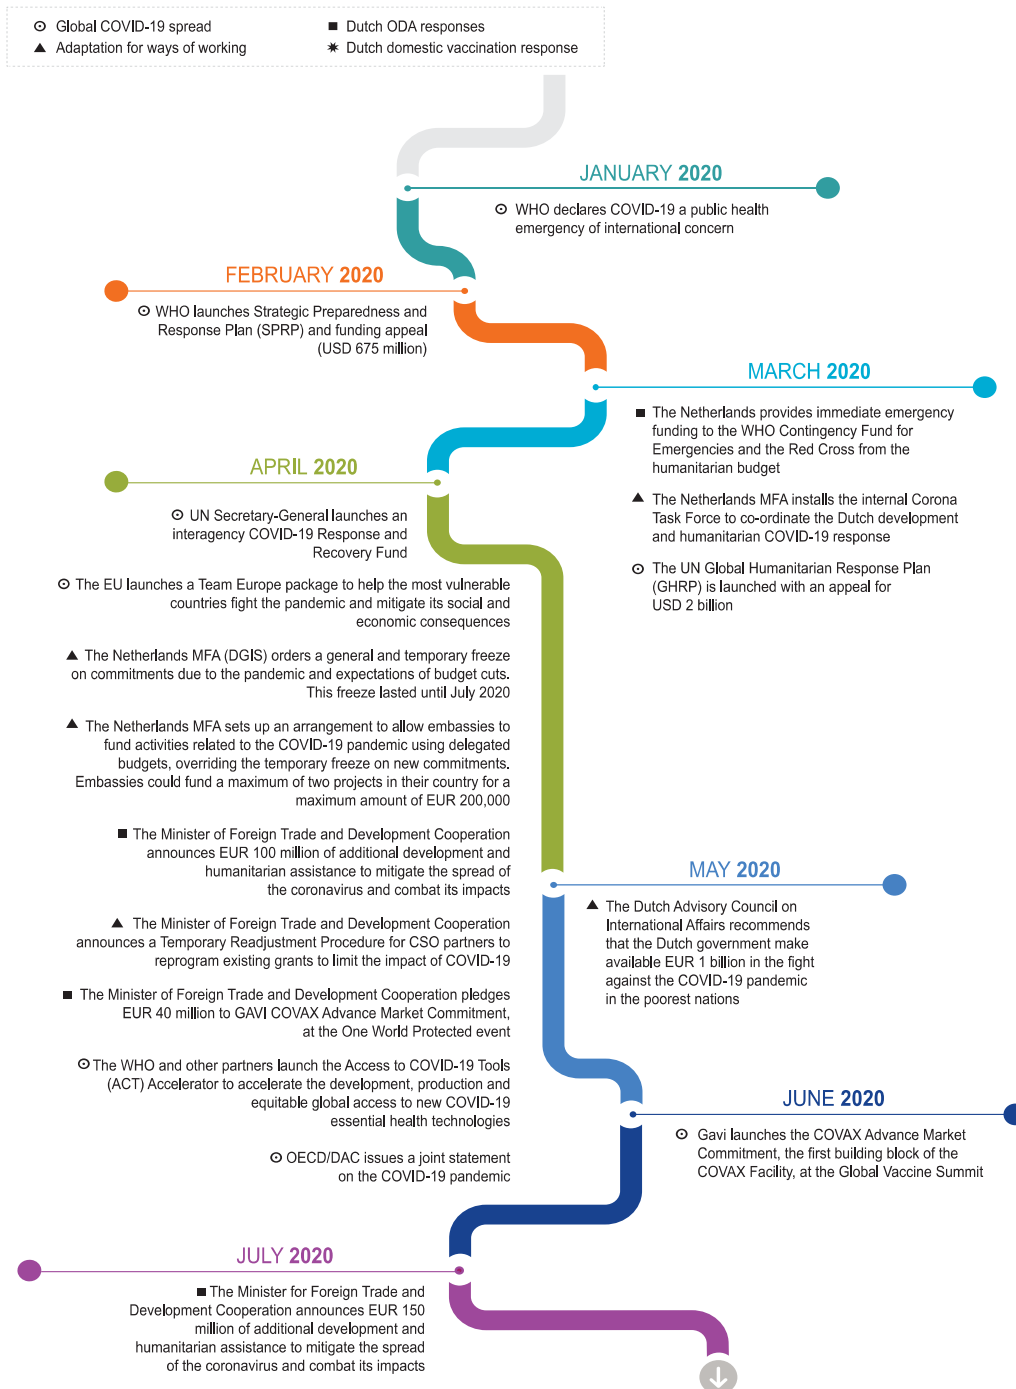 Global COVID-19 spread
Dutch ODA responses
Adaptation for ways of working
Dutch domestic vaccination response
JANUARY 2020
WHO declares COVID-19 a public health
emergency of international concern
FEBRUARY 2020
WHO launches Strategic Preparedness and
Response Plan (SPRP) and funding appeal
(USD 675 million)
MARCH 2020
The Netherlands provides immediate emergency
funding to the WHO Contingency Fund for
Emergencies and the Red Cross from the
humanitarian budget
The Netherlands MFA installs the internal Corona
Task Force to co-ordinate the Dutch development
and humanitarian COVID-19 response
The UN Global Humanitarian Response Plan
(GHRP) is launched with an appeal for
USD 2 billion
APRIL 2020
UN Secretary-General launches an
interagency COVID-19 Response and
Recovery Fund
The EU launches a Team Europe package to help the most vulnerable
countries fight the pandemic and mitigate its social and
economic consequences
The Netherlands MFA (DGIS) orders a general and temporary freeze
on commitments due to the pandemic and expectations of budget cuts.
This freeze lasted until July 2020
The Netherlands MFA sets up an arrangement to allow embassies to
fund activities related to the COVID-19 pandemic using delegated
budgets, overriding the temporary freeze on new commitments.
Embassies could fund a maximum of two projects in their country for a
maximum amount of EUR 200,000
The Minister of Foreign Trade and Development Cooperation
announces EUR 100 million of additional development and
humanitarian assistance to mitigate the spread of
the coronavirus and combat its impacts
The Minister of Foreign Trade and Development Cooperation
announces a Temporary Readjustment Procedure for CSO partners to
reprogram existing grants to limit the impact of COVID-19
The Minister of Foreign Trade and Development Cooperation pledges
EUR 40 million to GAVI COVAX Advance Market Commitment,
at the One World Protected event
The WHO and other partners launch the Access to COVID-19 Tools
(ACT) Accelerator to accelerate the development, production and
equitable global access to new COVID-19
essential health technologies
OECD/DAC issues a joint statement
on the COVID-19 pandemic
MAY 2020
The Dutch Advisory Council on
International Affairs recommends
that the Dutch government make
available EUR 1 billion in the fight
against the COVID-19 pandemic
in the poorest nations
JUNE 2020
Gavi launches the COVAX Advance Market
Commitment, the first building block of the
COVAX Facility, at the Global Vaccine Summit
JULY 2020
The Minister for Foreign Trade and
Development Cooperation announces EUR 150
million of additional development and
humanitarian assistance to mitigate the spread
of the coronavirus and combat its impacts